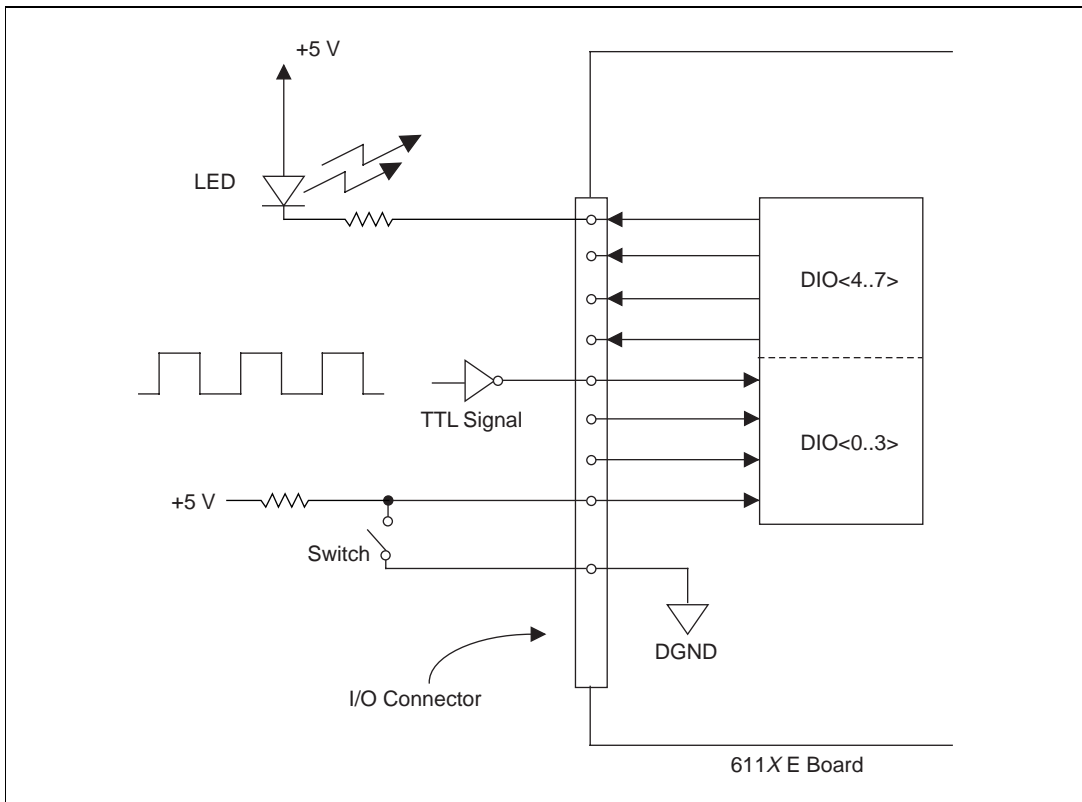 +5 V
LED
DIO<4..7>
TTL Signal
DIO<0..3>
+5 V
Switch
DGND
I/O Connector
611X E Board